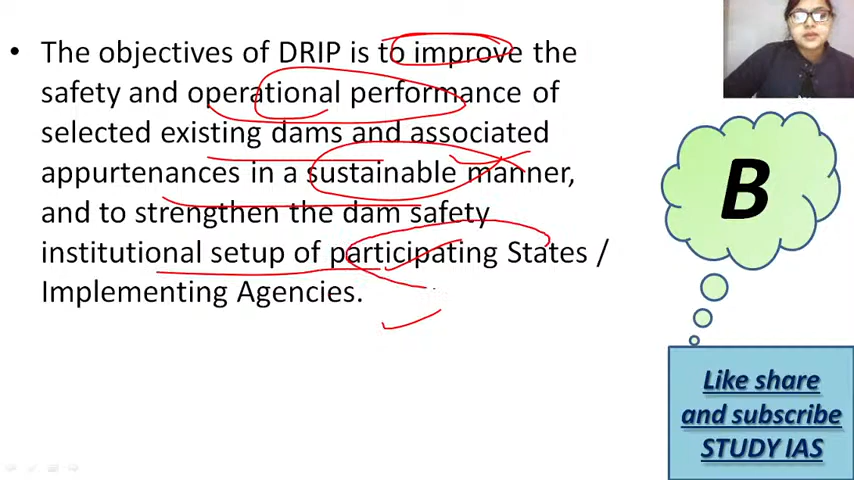 • The objectives of DRIP is to improve the
safety and operational performance of
selected existing dams and associated
appurtenances in a sustainable manner,
and to strengthen the dam safety
institutional setup of participating States /
Implementing Agencies.
B
Like share
and subscribe
STUDY IAS